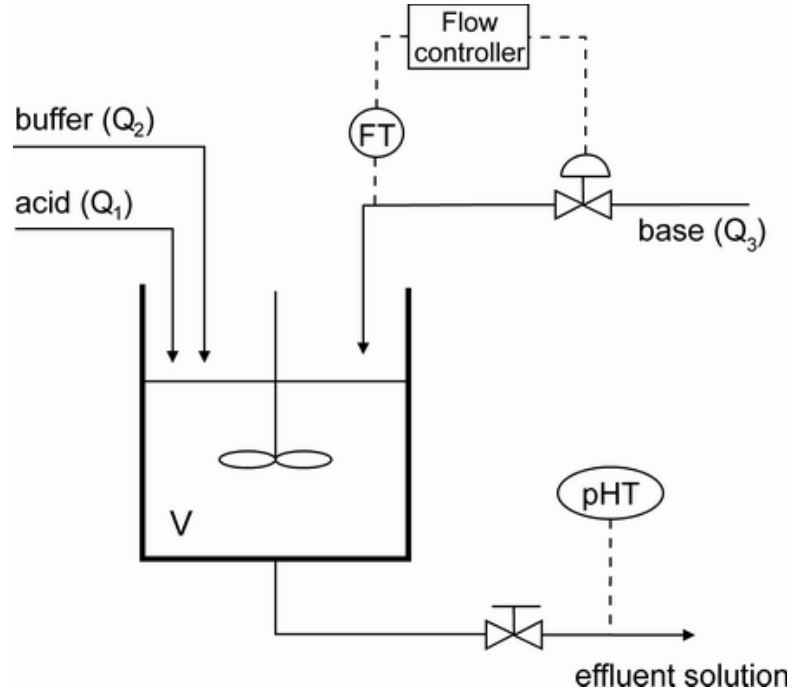 Flow
controller
buffer (Q₂)
FT
acid (Q₁)
base (Q₃)
pHT
V
effluent solution